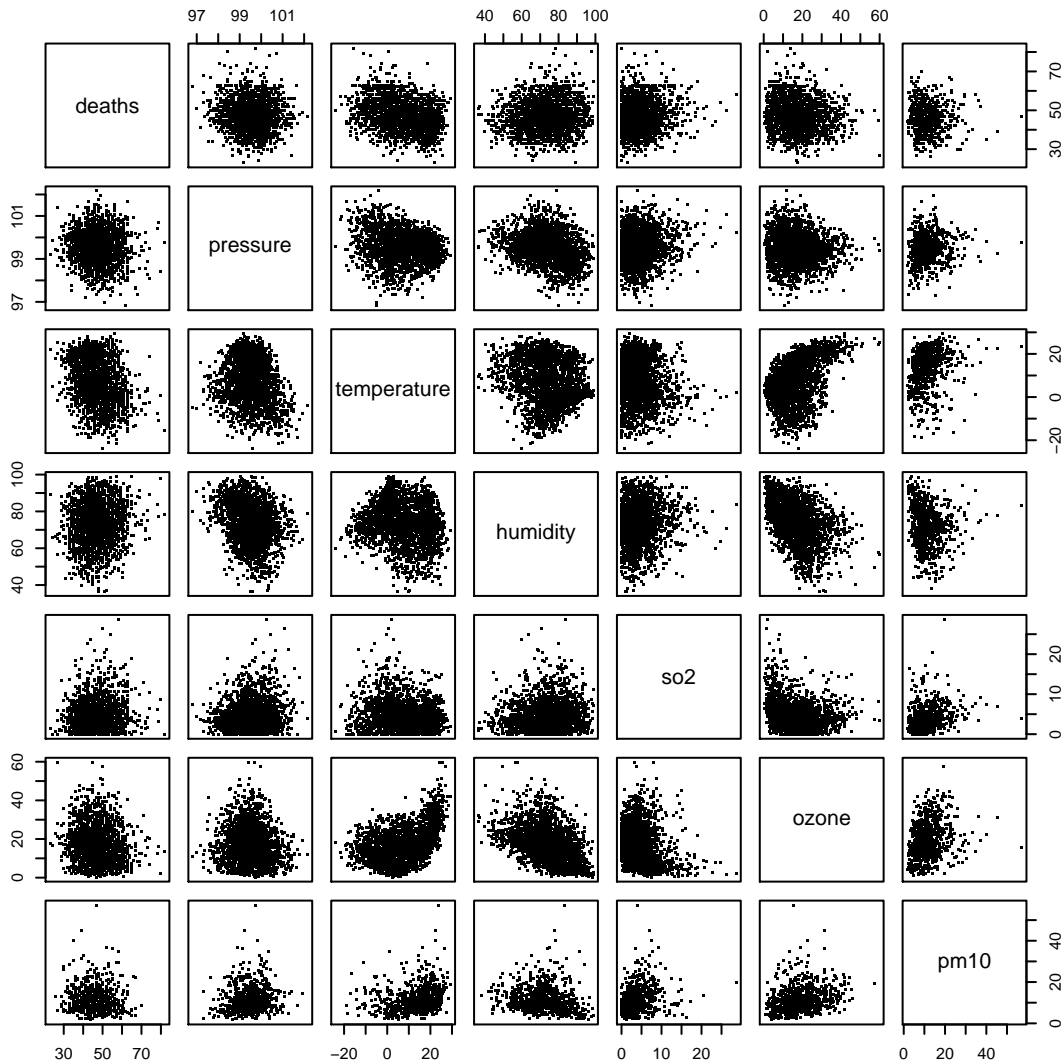 97 99 101 40 60 80 100 0 20 40 60
deaths
30 50 70
97 99 101
pressure
temperature
−20 0 20
40 60 80 100
humidity
so2
0 10 20
0 20 40 60
ozone
pm10
0 20 40
30 50 70 −20 0 20 0 10 20 0 20 40